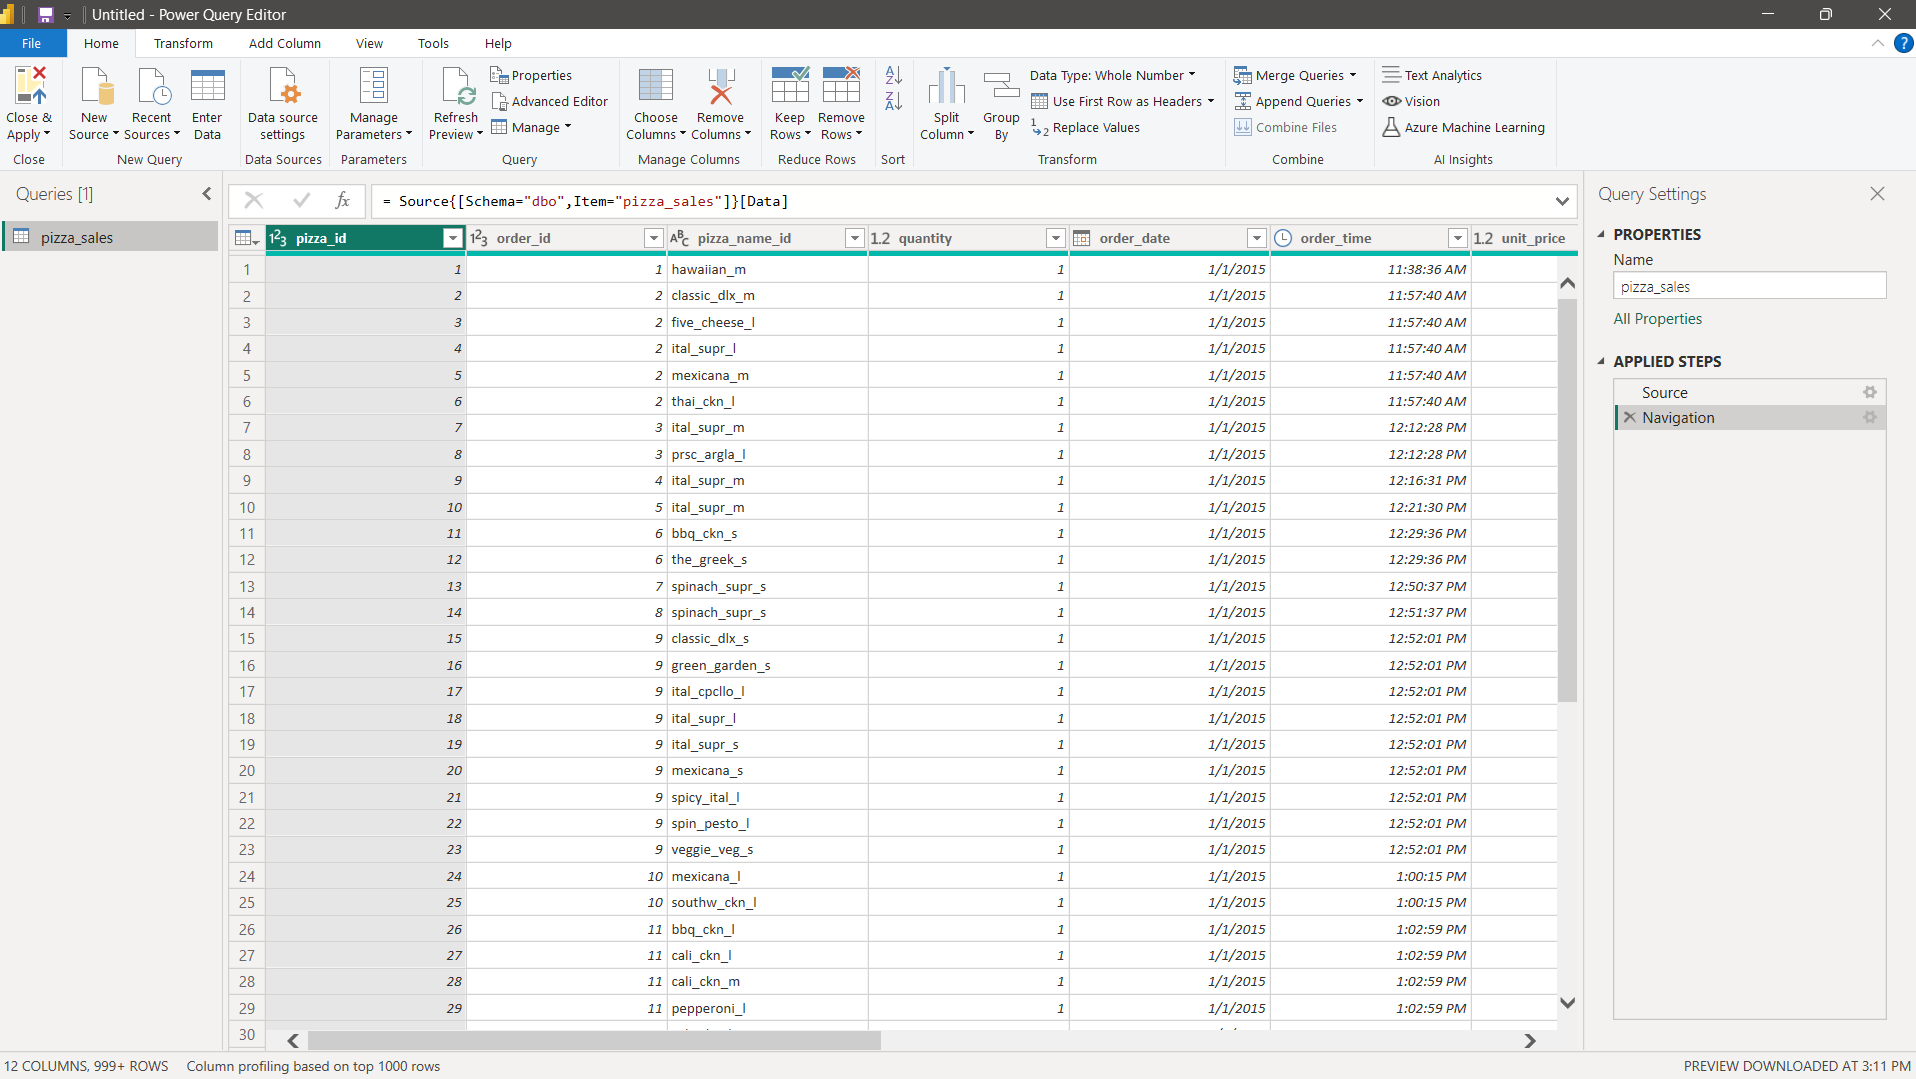 Untitled - Power Query Editor
File Home Transform Add Column View Tools Help
Close & Apply
Close
New Source
Recent Sources
Enter Data
New Query
Data source settings
Data Sources
Manage Parameters
Parameters
Refresh Preview
Properties
Advanced Editor
Manage
Query
Choose Columns
Remove Columns
Manage Columns
Keep Rows
Remove Rows
Reduce Rows
Sort
Split Column
Group By
Data Type: Whole Number
Use First Row as Headers
Replace Values
Transform
Merge Queries
Append Queries
Combine Files
Combine
Text Analytics
Vision
Azure Machine Learning
AI Insights
Queries [1]
pizza_sales
fx
= Source{[Schema="dbo",Item="pizza_sales"]}[Data]
pizza_id order_id pizza_name_id 1.2 quantity order_date order_time 1.2 unit_price
1 1 1 hawaiian_m 1 1/1/2015 11:38:36 AM
2 2 2 classic_dlx_m 1 1/1/2015 11:57:40 AM
3 3 2 five_cheese_l 1 1/1/2015 11:57:40 AM
4 4 2 ital_supr_l 1 1/1/2015 11:57:40 AM
5 5 2 mexicana_m 1 1/1/2015 11:57:40 AM
6 6 2 thai_ckn_l 1 1/1/2015 11:57:40 AM
7 7 3 ital_supr_m 1 1/1/2015 12:12:28 PM
8 8 3 prsc_argla_l 1 1/1/2015 12:12:28 PM
9 9 4 ital_supr_m 1 1/1/2015 12:16:31 PM
10 10 5 ital_supr_m 1 1/1/2015 12:21:30 PM
11 11 6 bbq_ckn_s 1 1/1/2015 12:29:36 PM
12 12 6 the_greek_s 1 1/1/2015 12:29:36 PM
13 13 7 spinach_supr_s 1 1/1/2015 12:50:37 PM
14 14 8 spinach_supr_s 1 1/1/2015 12:51:37 PM
15 15 9 classic_dlx_s 1 1/1/2015 12:52:01 PM
16 16 9 green_garden_s 1 1/1/2015 12:52:01 PM
17 17 9 ital_cpcllo_l 1 1/1/2015 12:52:01 PM
18 18 9 ital_supr_l 1 1/1/2015 12:52:01 PM
19 19 9 ital_supr_s 1 1/1/2015 12:52:01 PM
20 20 9 mexicana_s 1 1/1/2015 12:52:01 PM
21 21 9 spicy_ital_l 1 1/1/2015 12:52:01 PM
22 22 9 spin_pesto_l 1 1/1/2015 12:52:01 PM
23 23 9 veggie_veg_s 1 1/1/2015 12:52:01 PM
24 24 10 mexicana_l 1 1/1/2015 1:00:15 PM
25 25 10 southw_ckn_l 1 1/1/2015 1:00:15 PM
26 26 11 bbq_ckn_l 1 1/1/2015 1:02:59 PM
27 27 11 cali_ckn_l 1 1/1/2015 1:02:59 PM
28 28 11 cali_ckn_m 1 1/1/2015 1:02:59 PM
29 29 11 pepperoni_l 1 1/1/2015 1:02:59 PM
30
Query Settings
PROPERTIES
Name
pizza_sales
All Properties
APPLIED STEPS
Source
Navigation
12 COLUMNS, 999+ ROWS Column profiling based on top 1000 rows
PREVIEW DOWNLOADED AT 3:11 PM